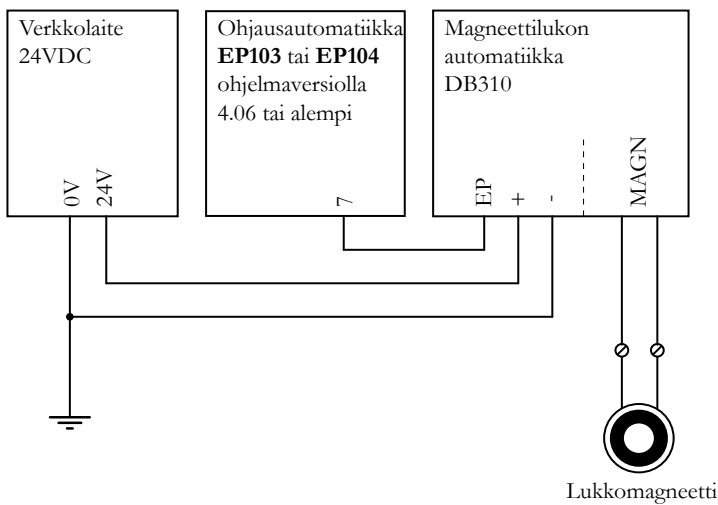 Verkkolaite
24VDC
0V
24V
Ohjausautomatiikka
EP103 tai EP104
ohjelmaversiolla
4.06 tai alempi
7
Magneettilukon
automatiikka
DB310
EP
+
-
MAGN
Lukkomagneetti